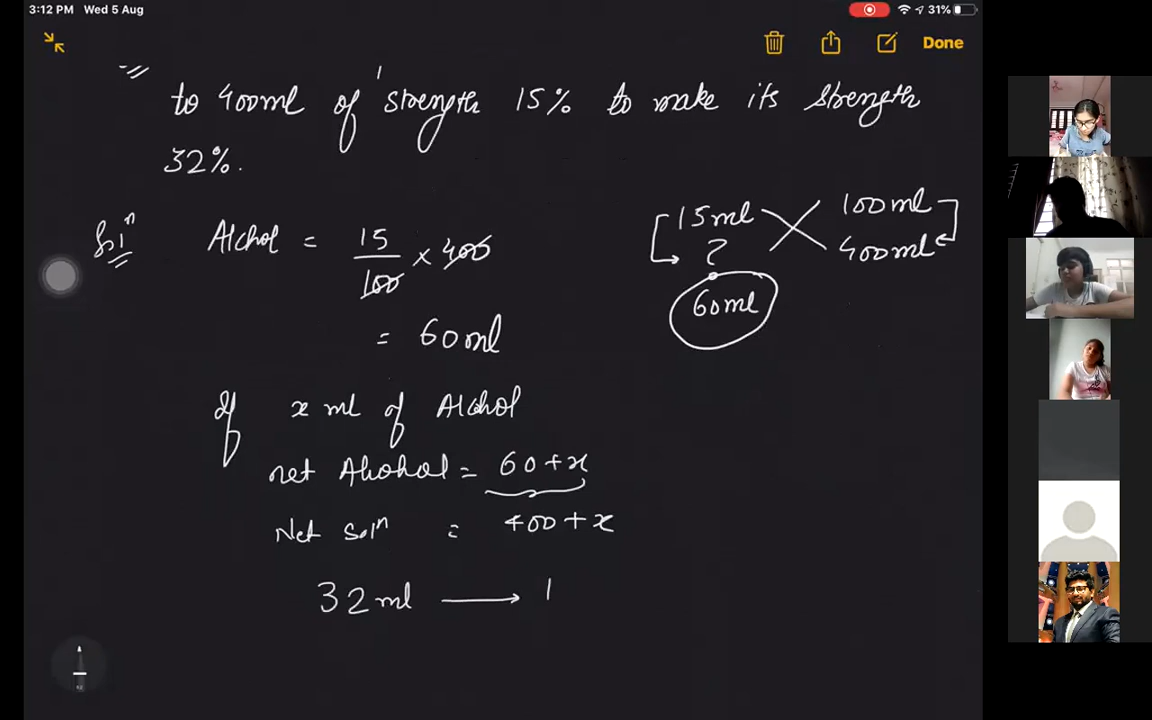 3:12 PM Wed 5 Aug
31%
Done
to 400ml of strength 15% to make its strength
32%.
Solⁿ
Alchol = 15/100 × 400
= 60ml
15ml 100ml
? 400ml
60ml
If x ml of Alchol
net Alcohol = 60+x
Net Solⁿ = 400+x
32ml ⟶ 1